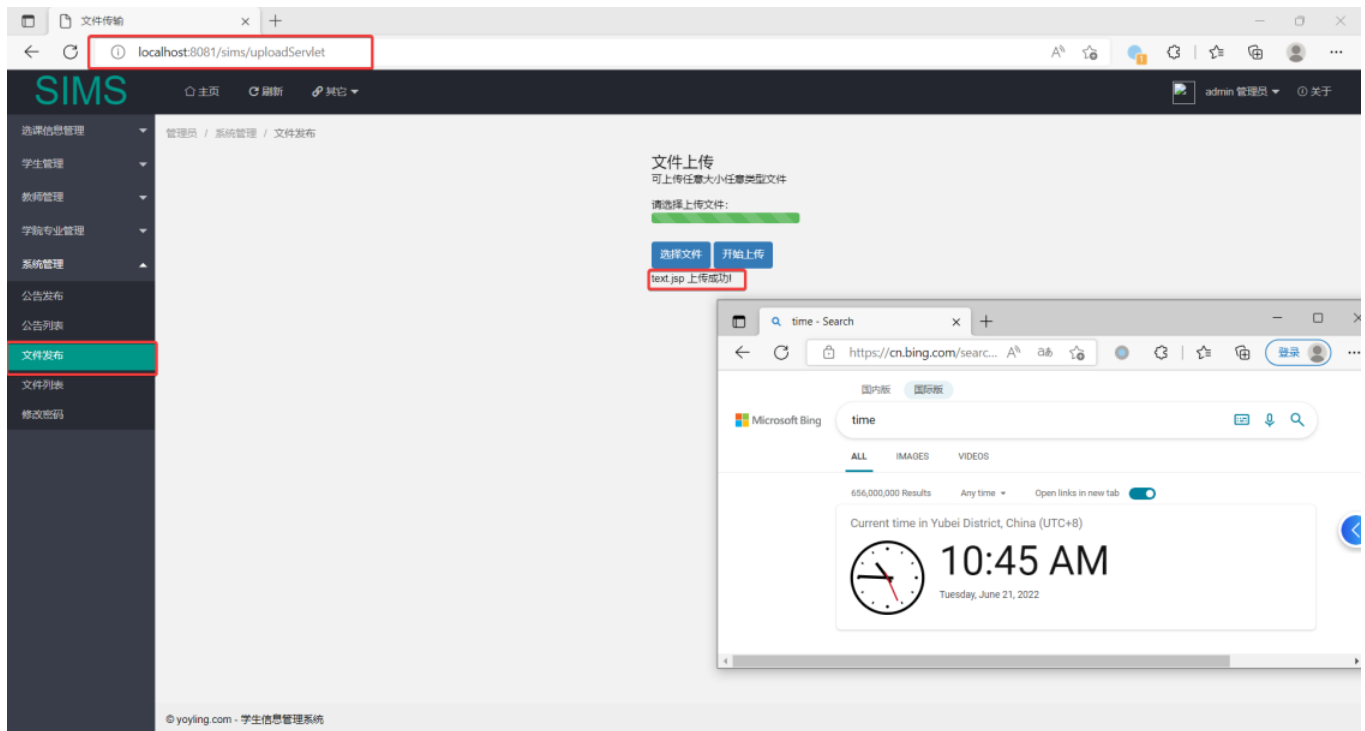 文件传输
localhost:8081/sims/uploadServlet
SIMS 主页 刷新 其它 admin 管理员 关于
选课信息管理
管理员 / 系统管理 / 文件发布
学生管理
教师管理
学院专业管理
系统管理
公告发布
公告列表
文件发布
文件列表
修改密码
文件上传
可上传任意大小任意类型文件
请选择上传文件：
选择文件 开始上传
text.jsp 上传成功!
time - Search
https://cn.bing.com/searc... 登录
国内版 国际版
Microsoft Bing time
ALL IMAGES VIDEOS
656,000,000 Results Any time Open links in new tab
Current time in Yubei District, China (UTC+8)
10:45 AM
Tuesday, June 21, 2022
© yoyling.com - 学生信息管理系统